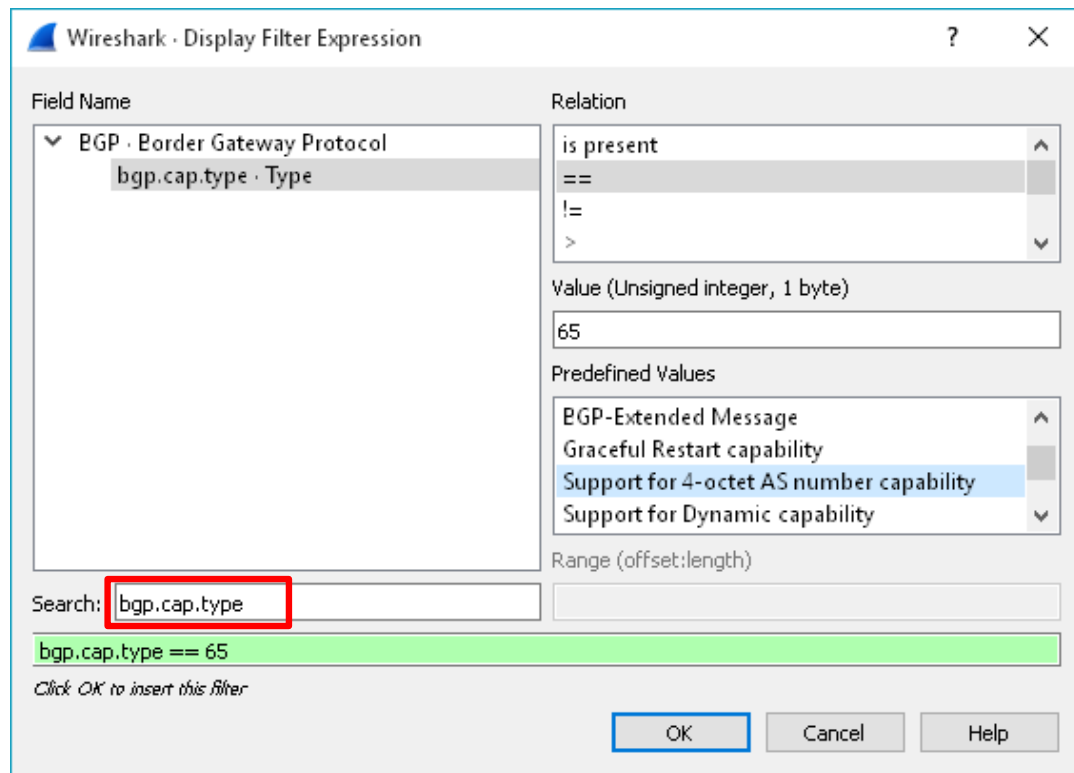 Wireshark · Display Filter Expression
?
Field Name
BGP · Border Gateway Protocol
bgp.cap.type · Type
Search: bgp.cap.type
Relation
is present
==
!=
>
Value (Unsigned integer, 1 byte)
65
Predefined Values
BGP-Extended Message
Graceful Restart capability
Support for 4-octet AS number capability
Support for Dynamic capability
Range (offset:length)
bgp.cap.type == 65
Click OK to insert this filter
OK
Cancel
Help